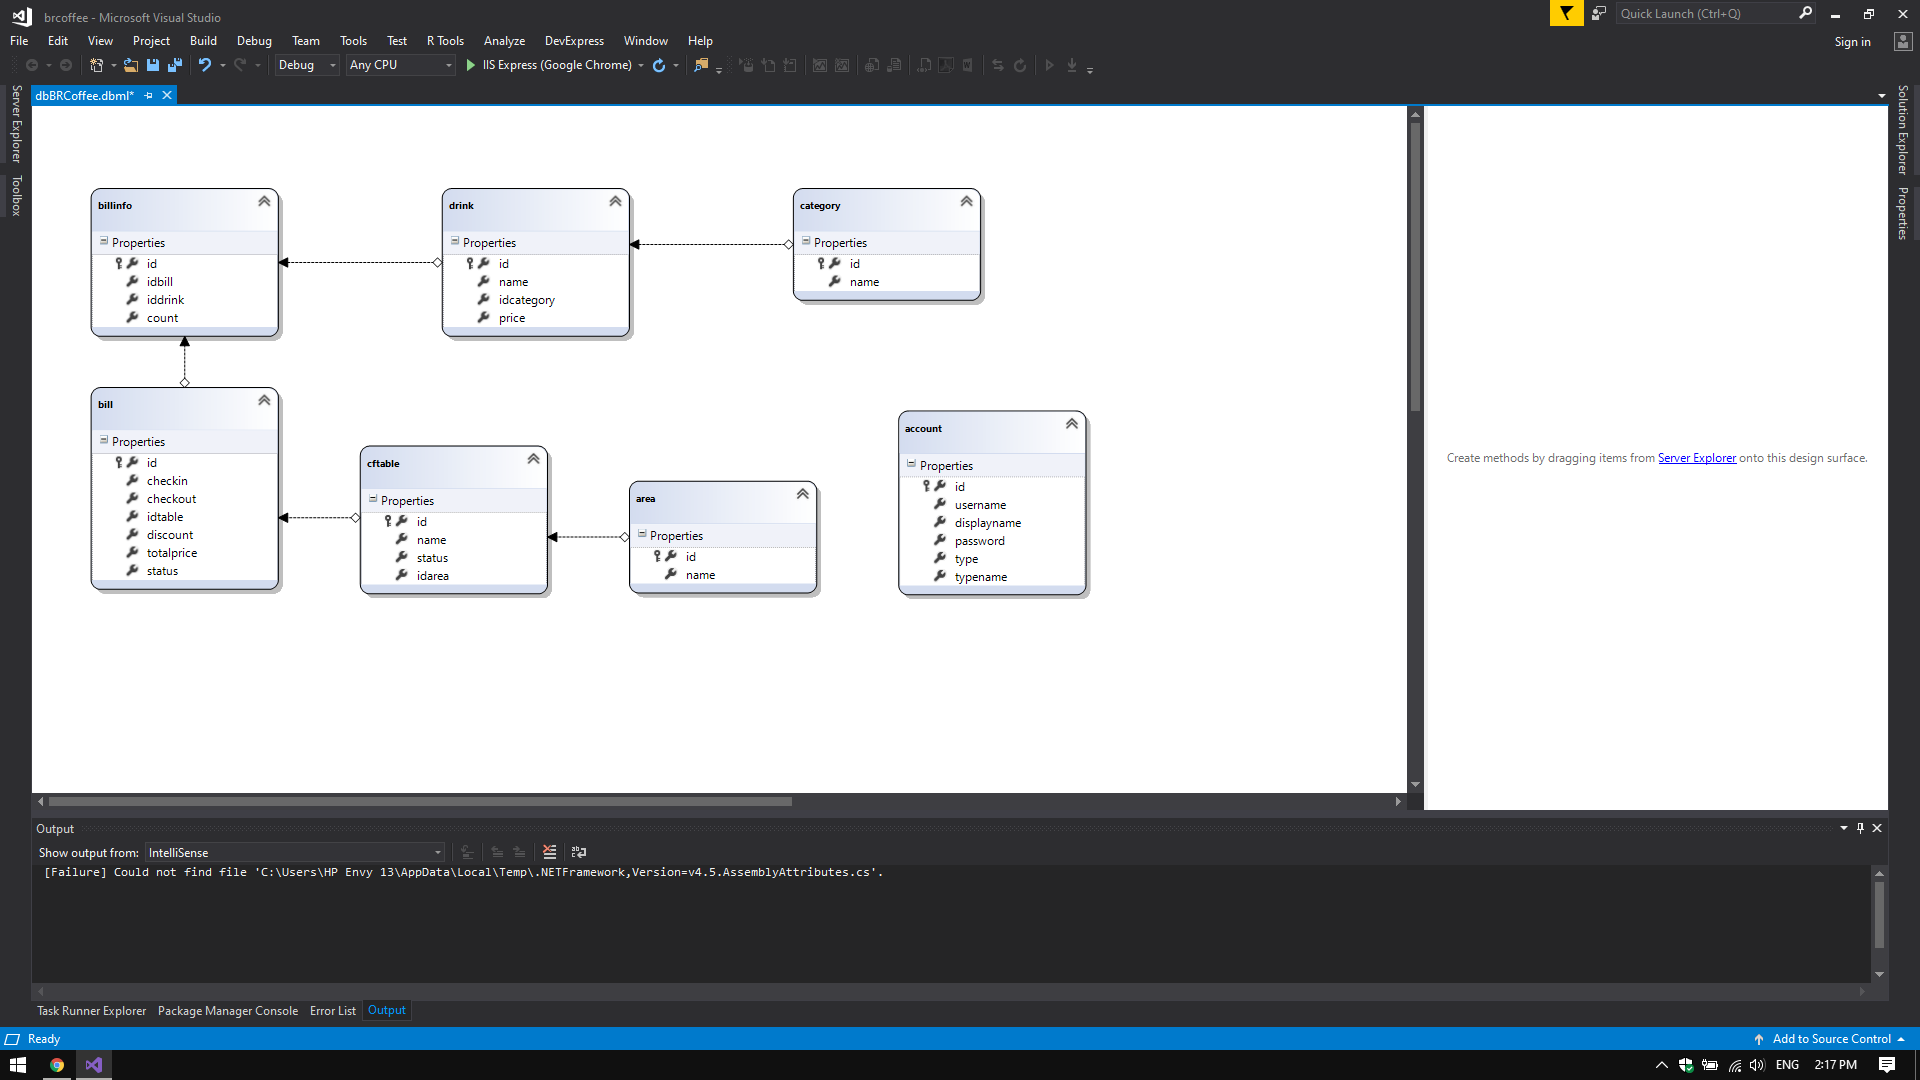 brcoffee - Microsoft Visual Studio
Quick Launch (Ctrl+Q)
File Edit View Project Build Debug Team Tools Test R Tools Analyze DevExpress Window Help
Sign in
Debug Any CPU IIS Express (Google Chrome)
dbBRCoffee.dbml*
Server Explorer
Toolbox
Solution Explorer
Properties
billinfo
Properties
id
idbill
iddrink
count
drink
Properties
id
name
idcategory
price
category
Properties
id
name
bill
Properties
id
checkin
checkout
idtable
discount
totalprice
status
cftable
Properties
id
name
status
idarea
area
Properties
id
name
account
Properties
id
username
displayname
password
type
typename
Create methods by dragging items from Server Explorer onto this design surface.
Output
Show output from: IntelliSense
[Failure] Could not find file 'C:\Users\HP Envy 13\AppData\Local\Temp\.NETFramework,Version=v4.5.AssemblyAttributes.cs'.
Task Runner Explorer Package Manager Console Error List Output
Ready
Add to Source Control
ENG 2:17 PM